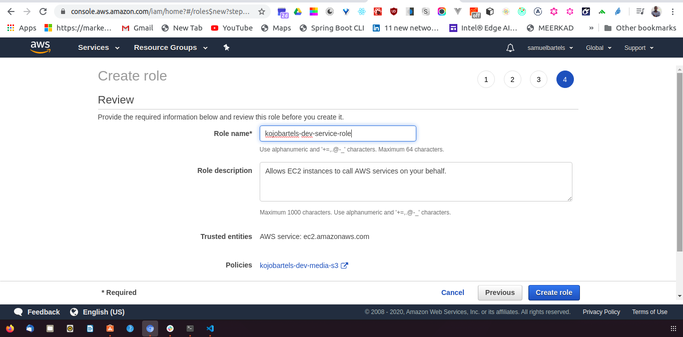 console.aws.amazon.com/iam/home?#/roles$new?step...
Apps https://marke... Gmail New Tab YouTube Maps Spring Boot CLI 11 new netwo... Intel® Edge AI... MEERKAD » Other bookmarks
aws Services Resource Groups samuelbartels Global Support
Create role
1 2 3 4
Review
Provide the required information below and review this role before you create it.
Role name* kojobartels-dev-service-role
Use alphanumeric and '+=,.@-_' characters. Maximum 64 characters.
Role description Allows EC2 instances to call AWS services on your behalf.
Maximum 1000 characters. Use alphanumeric and '+=,.@-_' characters.
Trusted entities AWS service: ec2.amazonaws.com
Policies kojobartels-dev-media-s3
* Required Cancel Previous Create role
Feedback English (US) © 2008 - 2020, Amazon Web Services, Inc. or its affiliates. All rights reserved. Privacy Policy Terms of Use